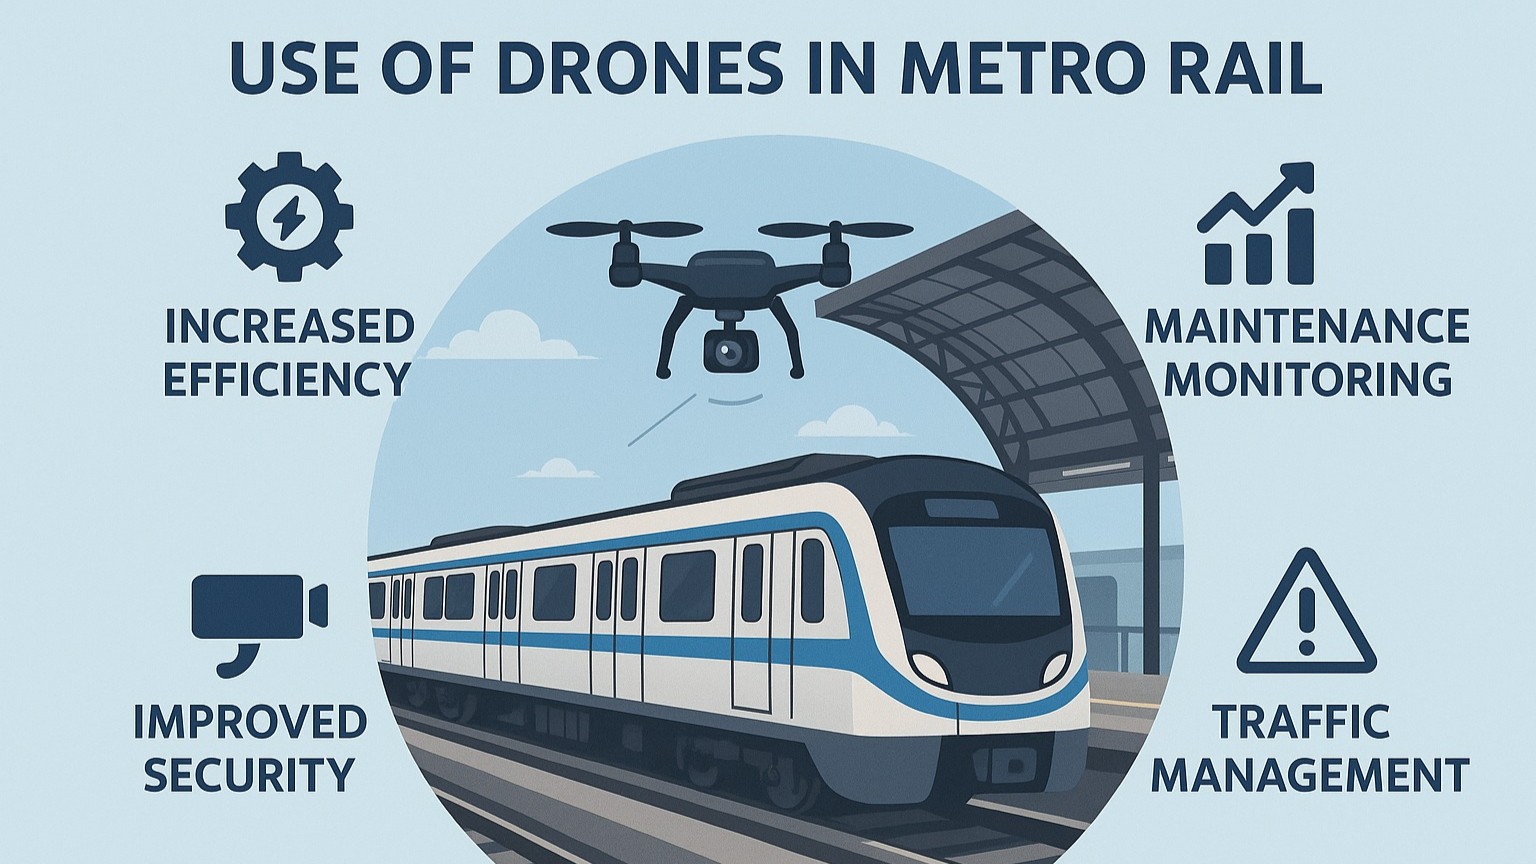 USE OF DRONES IN METRO RAIL
INCREASED
EFFICIENCY
MAINTENANCE
MONITORING
IMPROVED
SECURITY
TRAFFIC
MANAGEMENT